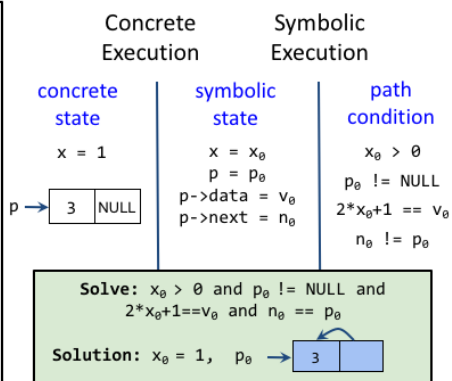 Concrete Execution
Symbolic Execution
concrete state
symbolic state
path condition
x = 1
p
3 NULL
x = x₀
p = p₀
p->data = v₀
p->next = n₀
x₀ > 0
p₀ != NULL
2*x₀+1 == v₀
n₀ != p₀
Solve: x₀ > 0 and p₀ != NULL and
2*x₀+1==v₀ and n₀ == p₀
Solution: x₀ = 1, p₀
3